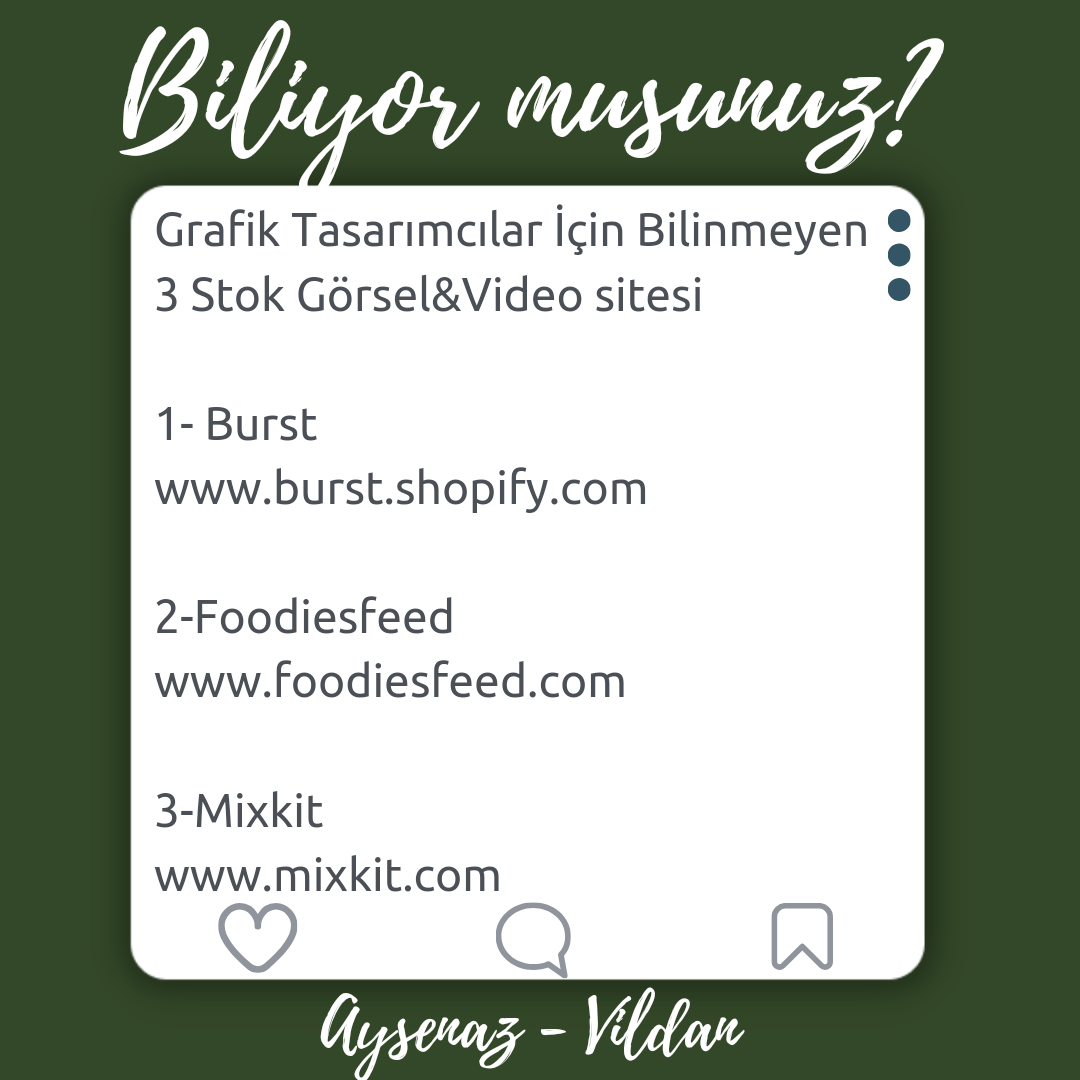 Biliyor musunuz?
Grafik Tasarımcılar İçin Bilinmeyen
3 Stok Görsel&Video sitesi
1- Burst
www.burst.shopify.com
2-Foodiesfeed
www.foodiesfeed.com
3-Mixkit
www.mixkit.com
Aysenaz - Vildan